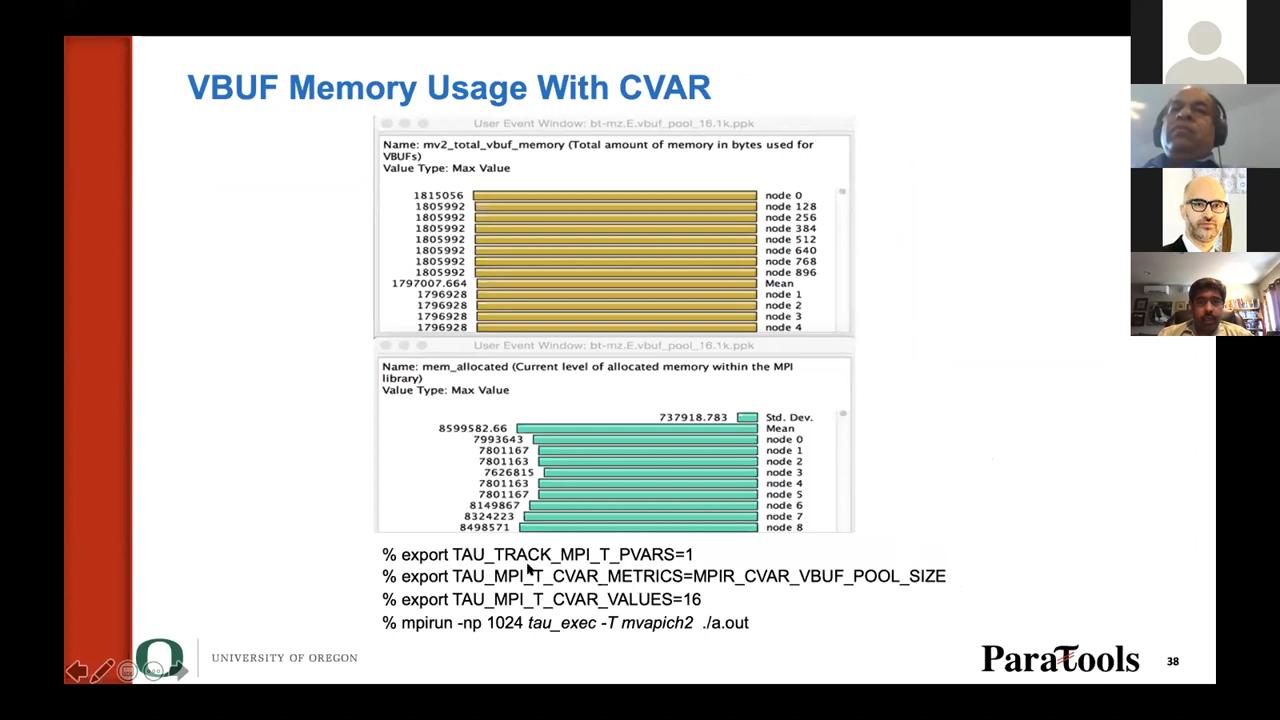 VBUF Memory Usage With CVAR
User Event Window: bt-mz.E.vbuf_pool_16.1k.ppk
Name: mv2_total_vbuf_memory (Total amount of memory in bytes used for
VBUFs)
Value Type: Max Value
1815056 node 0
1805992 node 128
1805992 node 256
1805992 node 384
1805992 node 512
1805992 node 640
1805992 node 768
1805992 node 896
1797007.664 Mean
1796928 node 1
1796928 node 2
1796928 node 3
1796928 node 4
User Event Window: bt-mz.E.vbuf_pool_16.1k.ppk
Name: mem_allocated (Current level of allocated memory within the MPI
library)
Value Type: Max Value
737918.783 Std. Dev.
8599582.66 Mean
7993643 node 0
7801167 node 1
7801163 node 2
7626815 node 3
7801163 node 4
7801167 node 5
8149867 node 6
8324223 node 7
8498571 node 8
% export TAU_TRACK_MPI_T_PVARS=1
% export TAU_MPI_T_CVAR_METRICS=MPIR_CVAR_VBUF_POOL_SIZE
% export TAU_MPI_T_CVAR_VALUES=16
% mpirun -np 1024 tau_exec -T mvapich2 ./a.out
O UNIVERSITY OF OREGON
ParaTools 38